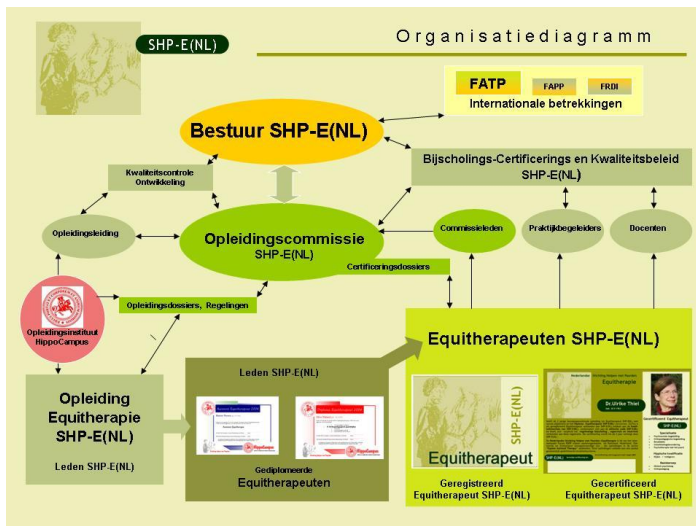 SHP-E(NL)
Organisatiediagramm
FATP
FAPP
FRDI
Internationale betrekkingen
Bestuur SHP-E(NL)
Kwaliteitscontrole
Ontwikkeling
Bijscholings-Certificerings en Kwaliteitsbeleid
SHP-E(NL)
Opleidingsleiding
Opleidingscommissie
SHP-E(NL)
Commissieleden
Praktijkbegeleiders
Docenten
Certificeringsdossiers
Opleidingsdossiers, Regelingen
Opleidingsinstituut
HippoCampus
Equitherapeuten SHP-E(NL)
Opleiding
Equitherapie
SHP-E(NL)
Leden SHP-E(NL)
Leden SHP-E(NL)
Gediplomeerde
Equitherapeuten
Equitherapeut
SHP-E(NL)
Equitherapie
Dr.Ulrike Thiel
SHP-E(NL)
Geregistreerd
Equitherapeut SHP-E(NL)
Gecertificeerd
Equitherapeut SHP-E(NL)